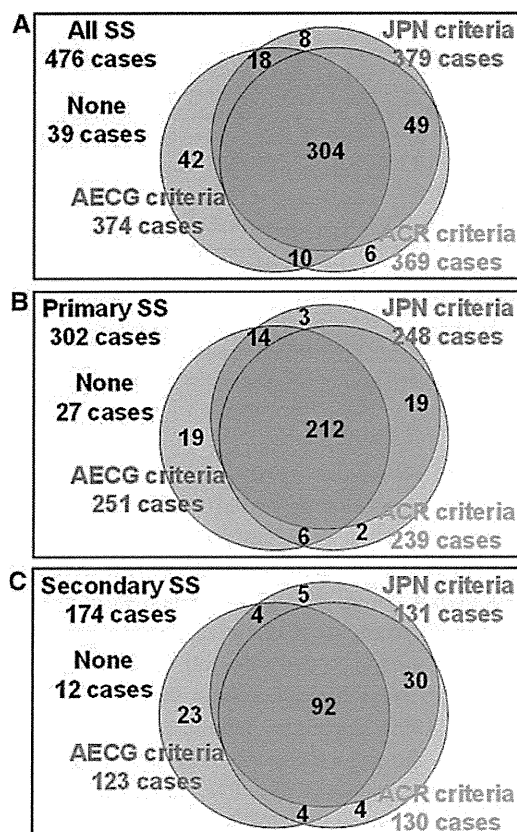 A
All SS
476 cases
JPN criteria
379 cases
8
18
None
39 cases
49
42
304
AECG criteria
374 cases
ACR criteria
369 cases
10
6
B
Primary SS
302 cases
JPN criteria
248 cases
3
14
None
27 cases
19
19
212
AECG criteria
251 cases
ACR criteria
239 cases
6
2
C
Secondary SS
174 cases
JPN criteria
131 cases
5
4
None
12 cases
30
23
92
AECG criteria
123 cases
ACR criteria
130 cases
4
4